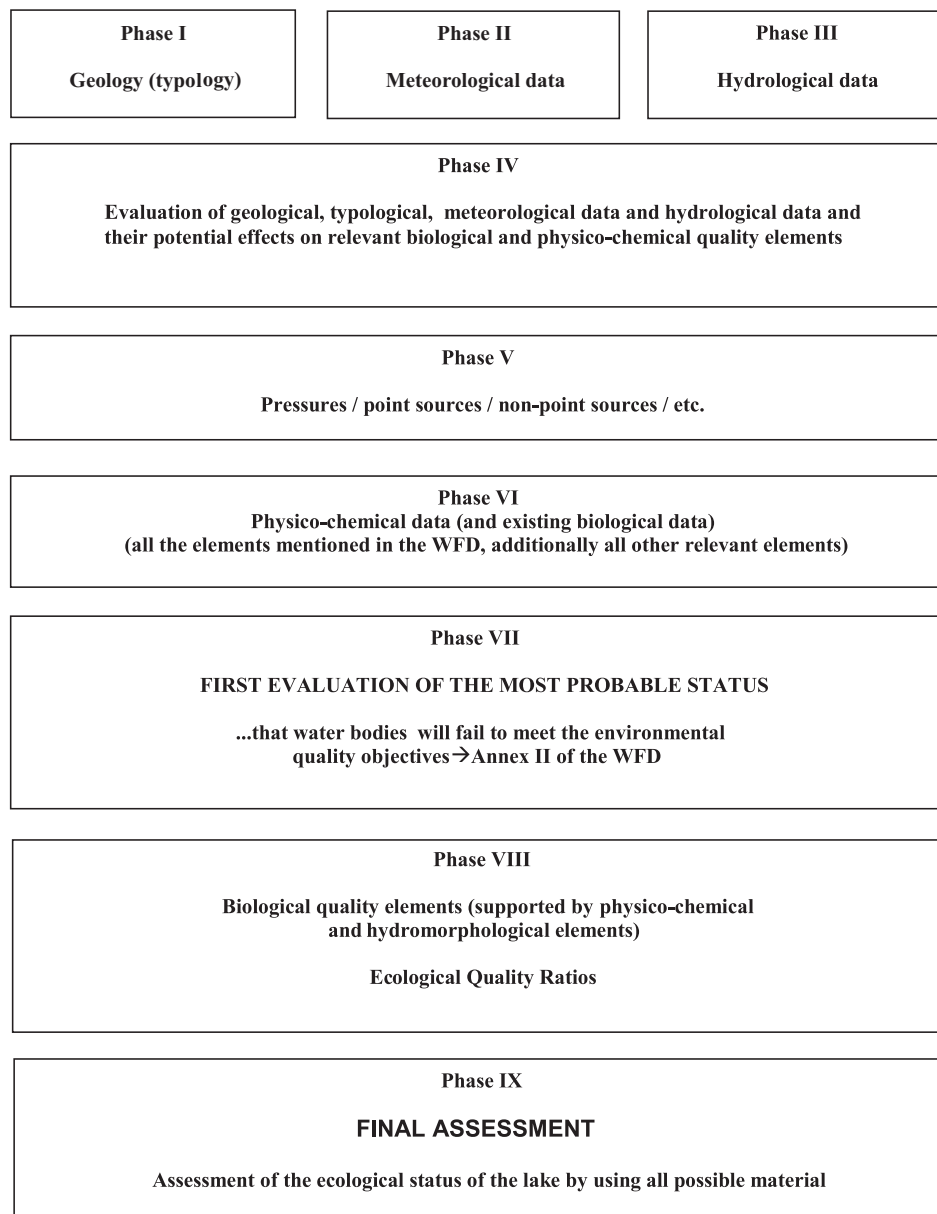 Phase I
Geology (typology)
Phase II
Meteorological data
Phase III
Hydrological data
Phase IV
Evaluation of geological, typological, meteorological data and hydrological data and
their potential effects on relevant biological and physico-chemical quality elements
Phase V
Pressures / point sources / non-point sources / etc.
Phase VI
Physico-chemical data (and existing biological data)
(all the elements mentioned in the WFD, additionally all other relevant elements)
Phase VII
FIRST EVALUATION OF THE MOST PROBABLE STATUS
...that water bodies will fail to meet the environmental
quality objectives→Annex II of the WFD
Phase VIII
Biological quality elements (supported by physico-chemical
and hydromorphological elements)
Ecological Quality Ratios
Phase IX
FINAL ASSESSMENT
Assessment of the ecological status of the lake by using all possible material